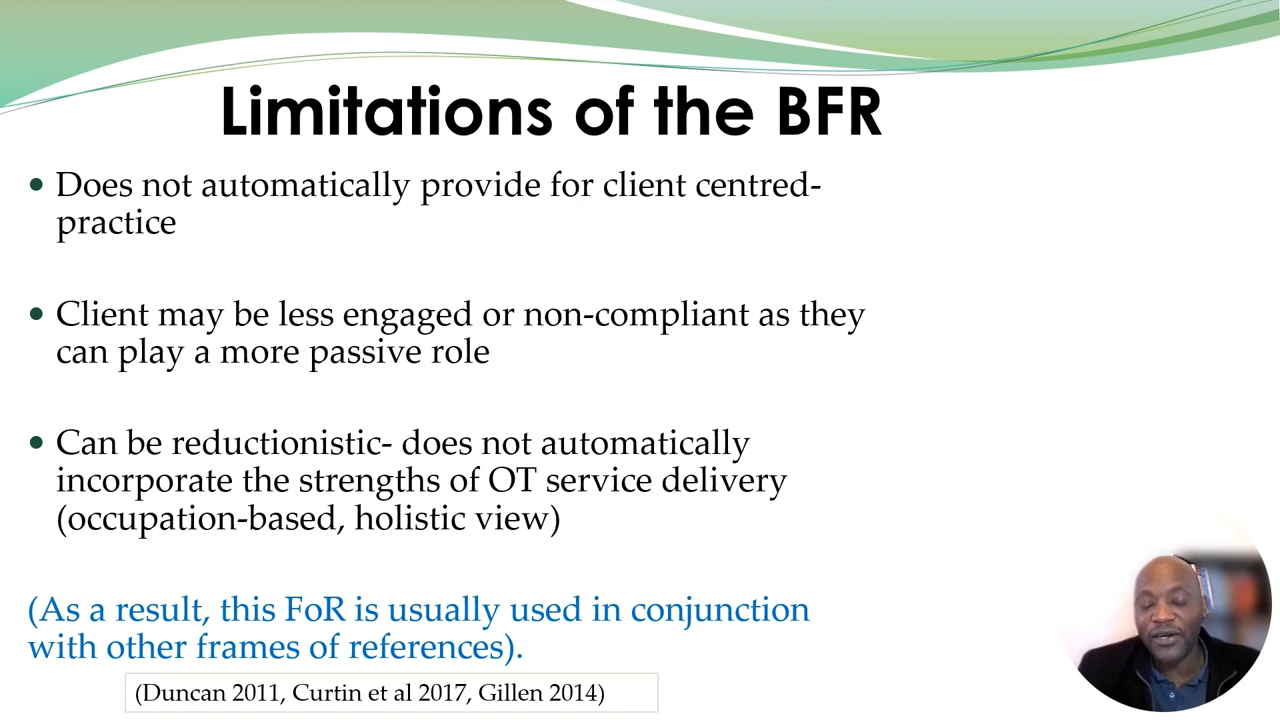 Limitations of the BFR
• Does not automatically provide for client centred-
practice
• Client may be less engaged or non-compliant as they
can play a more passive role
• Can be reductionistic- does not automatically
incorporate the strengths of OT service delivery
(occupation-based, holistic view)
(As a result, this FoR is usually used in conjunction
with other frames of references).
(Duncan 2011, Curtin et al 2017, Gillen 2014)